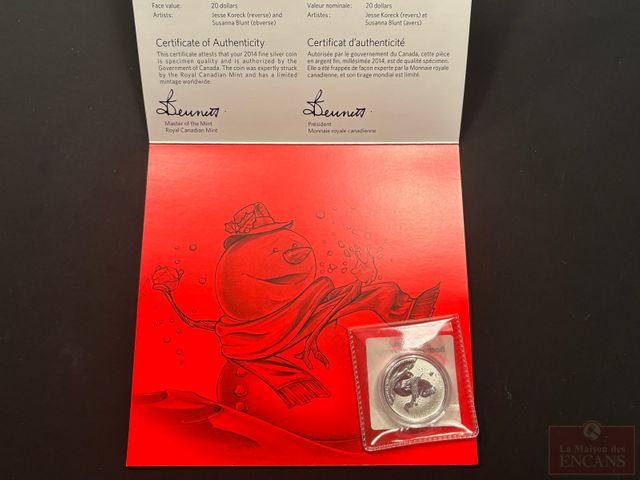 Face value: 20 dollars
Artists: Jesse Koreck (reverse) and
Susanna Blunt (obverse)
Certificate of Authenticity
This certificate attests that your 2014 fine silver coin
is specimen quality and is authorized by the
Government of Canada. The coin was expertly struck
by the Royal Canadian Mint and has a limited
mintage worldwide.
Bennett
Master of the Mint
Royal Canadian Mint
Valeur nominale: 20 dollars
Artistes: Jesse Koreck (revers) et
Susanna Blunt (avers)
Certificat d'authenticité
Autorisée par le gouvernement du Canada, cette pièce
en argent fin, millésimée 2014, est de qualité spécimen.
Elle a été frappée de façon experte par la Monnaie royale
canadienne, et son tirage mondial est limité.
Bennett
Président
Monnaie royale canadienne
La Maison des
ENCANS